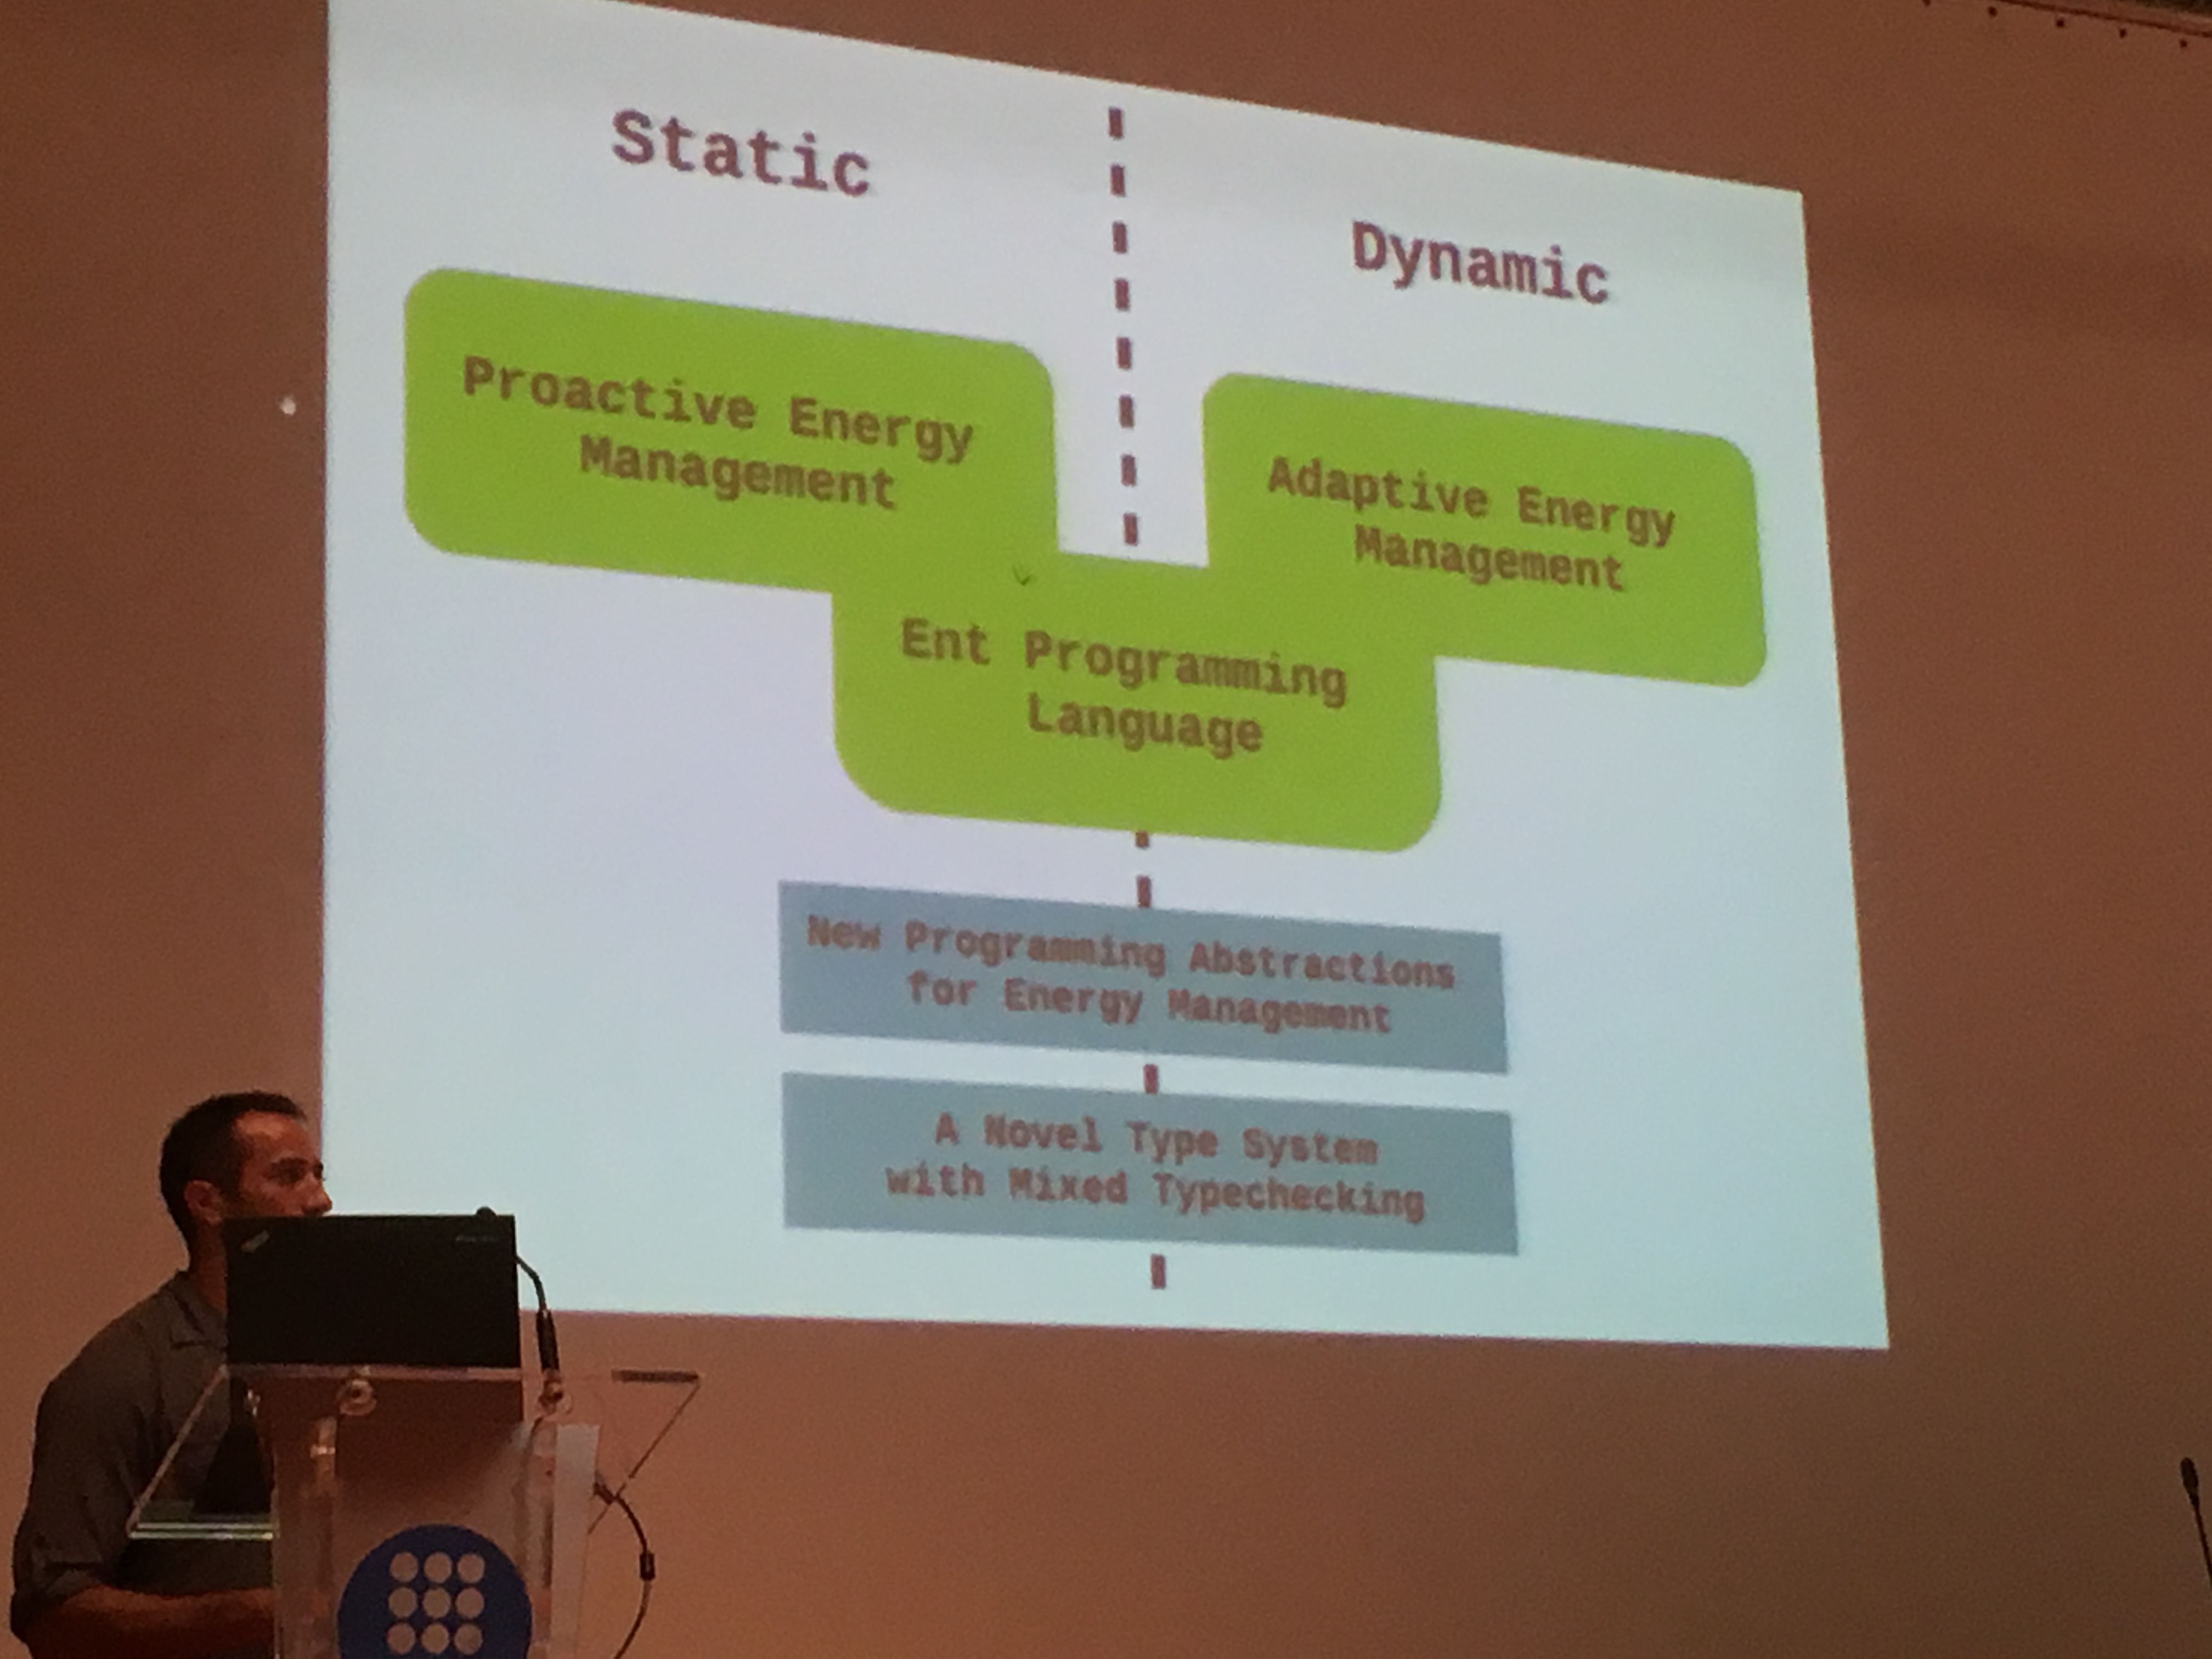 Static
Dynamic
Proactive Energy
Management
Adaptive Energy
Management
Ent Programming
Language
New Programming Abstractions
for Energy Management
A Novel Type System
with Mixed Typechecking